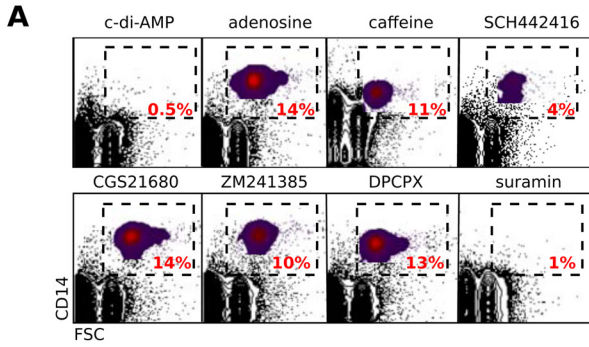 A
c-di-AMP adenosine caffeine SCH442416
0.5% 14% 11% 4%
CGS21680 ZM241385 DPCPX suramin
14% 10% 13% 1%
CD14
FSC